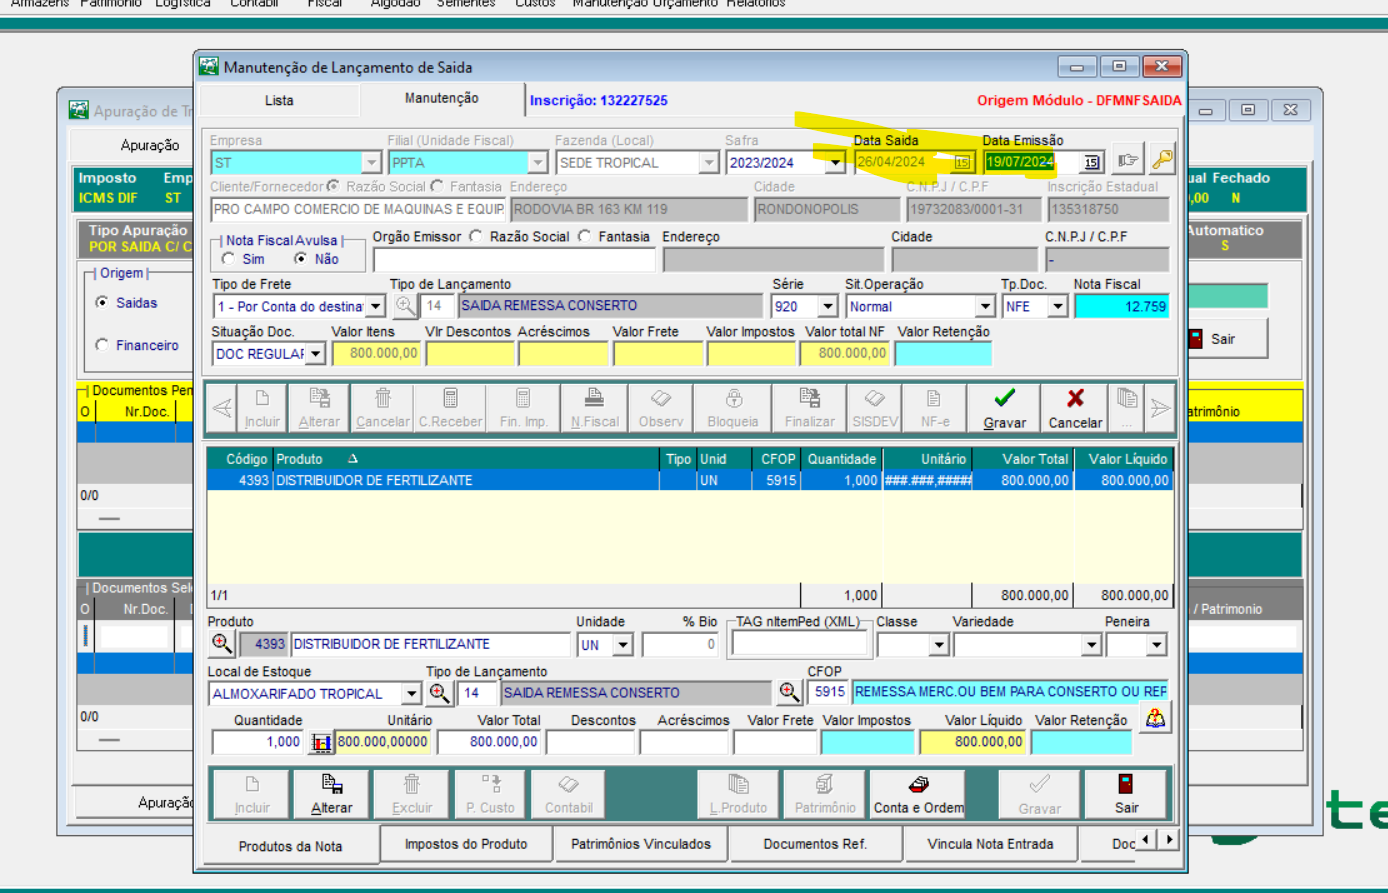 Armazéns Patrimônio Logística Contábil Fiscal Algodão Sementes Custos Manutenção Orçamento Relatórios
Manutenção de Lançamento de Saida
Lista Manutenção Inscrição: 132227525 Origem Módulo - DFMNFSAIDA
Apuração de Tr
Apuração
Empresa Filial (Unidade Fiscal) Fazenda (Local) Safra Data Saida Data Emissão
ST PPTA SEDE TROPICAL 2023/2024 26/04/2024 15 19/07/2024 15
Imposto Emp
ual Fechado
ICMS DIF ST
,00 N
Cliente/Fornecedor Razão Social Fantasia Endereço Cidade C.N.P.J / C.P.F Inscrição Estadual
PRO CAMPO COMERCIO DE MAQUINAS E EQUIP. RODOVIA BR 163 KM 119 RONDONOPOLIS 19732083/0001-31 135318750
Tipo Apuração
Automatico
POR SAIDA C/ C
S
Nota Fiscal Avulsa Orgão Emissor Razão Social Fantasia Endereço Cidade C.N.P.J / C.P.F
Sim Não -
Origem
Saidas
Financeiro
Sair
Tipo de Frete Tipo de Lançamento Série Sit.Operação Tp.Doc. Nota Fiscal
1 - Por Conta do destina 14 SAIDA REMESSA CONSERTO 920 Normal NFE 12.759
Situação Doc. Valor Itens Vlr Descontos Acréscimos Valor Frete Valor Impostos Valor total NF Valor Retenção
DOC REGULAF 800.000,00 800.000,00
Documentos Pen
O Nr.Doc.
atrimônio
Incluir Alterar Cancelar C.Receber Fin. Imp. N.Fiscal Observ Bloqueia Finalizar SISDEV NF-e Gravar Cancelar ...
Código Produto Tipo Unid CFOP Quantidade Unitário Valor Total Valor Líquido
4393 DISTRIBUIDOR DE FERTILIZANTE UN 5915 1,000 ###.###,##### 800.000,00 800.000,00
0/0
1/1 1,000 800.000,00 800.000,00
Documentos Sel
O Nr.Doc.
/ Patrimonio
Produto Unidade % Bio TAG nItemPed (XML) Classe Variedade Peneira
4393 DISTRIBUIDOR DE FERTILIZANTE UN 0
Local de Estoque Tipo de Lançamento CFOP
ALMOXARIFADO TROPICAL 14 SAIDA REMESSA CONSERTO 5915 REMESSA MERC.OU BEM PARA CONSERTO OU REF
0/0
Quantidade Unitário Valor Total Descontos Acréscimos Valor Frete Valor Impostos Valor Líquido Valor Retenção
1,000 800.000,00000 800.000,00 800.000,00
Incluir Alterar Excluir P. Custo Contabil L.Produto Patrimônio Conta e Ordem Gravar Sair
Apuração
Produtos da Nota Impostos do Produto Patrimônios Vinculados Documentos Ref. Vincula Nota Entrada Doc
te